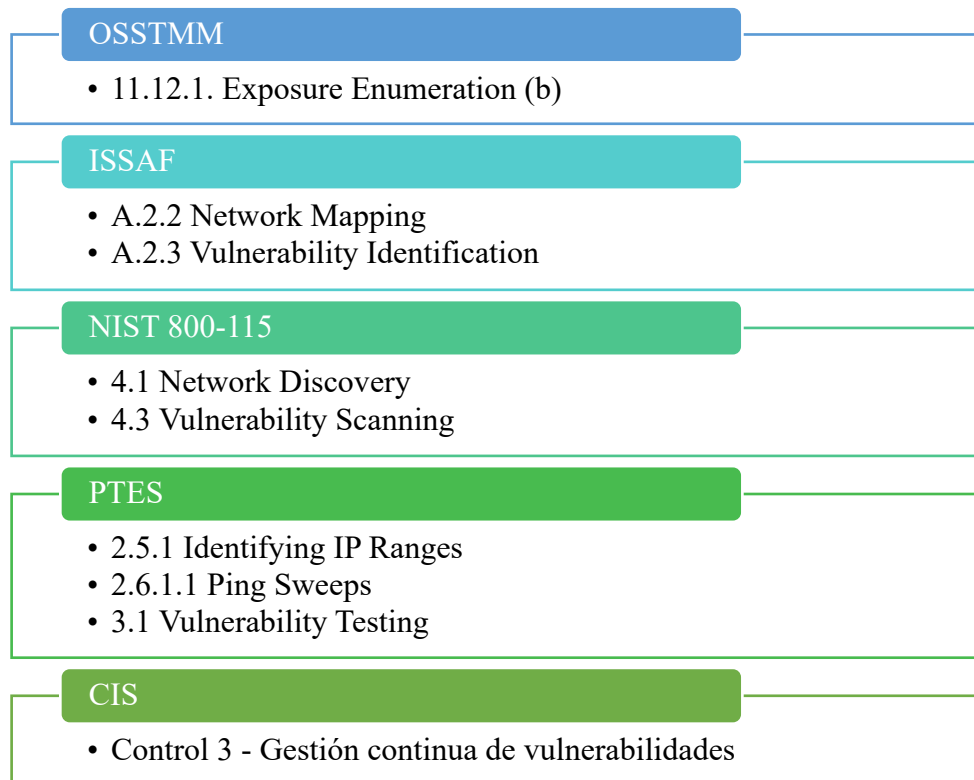 OSSTMM
• 11.12.1. Exposure Enumeration (b)
ISSAF
• A.2.2 Network Mapping
• A.2.3 Vulnerability Identification
NIST 800-115
• 4.1 Network Discovery
• 4.3 Vulnerability Scanning
PTES
• 2.5.1 Identifying IP Ranges
• 2.6.1.1 Ping Sweeps
• 3.1 Vulnerability Testing
CIS
• Control 3 - Gestión continua de vulnerabilidades